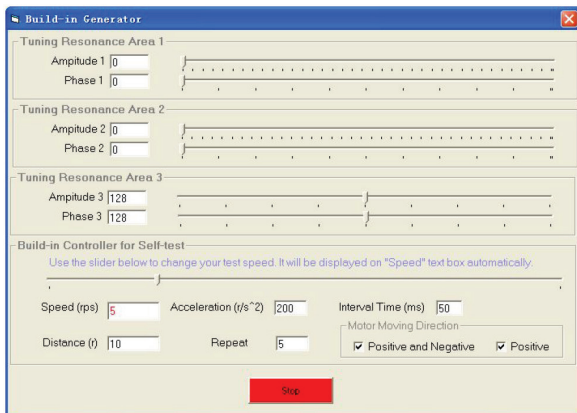 Build-in Generator
Tuning Resonance Area 1
Ampitude 1 0
Phase 1 0
Tuning Resonance Area 2
Ampitude 2 0
Phase 2 0
Tuning Resonance Area 3
Ampitude 3 128
Phase 3 128
Build-in Controller for Self-test
Use the slider below to change your test speed. It will be displayed on "Speed" text box automatically.
Speed (rps) 5 Acceleration (r/s^2) 200 Interval Time (ms) 50
Motor Moving Direction
Distance (r) 10 Repeat 5 Positive and Negative Positive
Stop